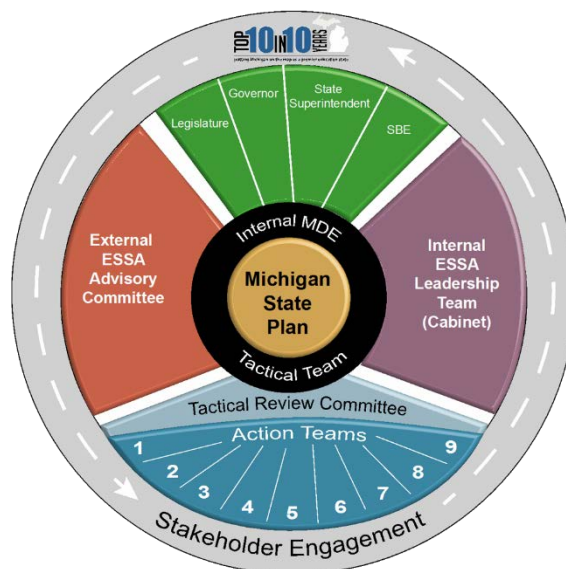 TOP 10 IN 10 YEARS
Legislature
Governor
State
Superintendent
SBE
External
ESSA
Advisory
Committee
Internal MDE
Michigan
State
Plan
Tactical Team
Internal
ESSA
Leadership
Team
(Cabinet)
Tactical Review Committee
Action Teams
1
2
3
4
5
6
7
8
9
Stakeholder Engagement